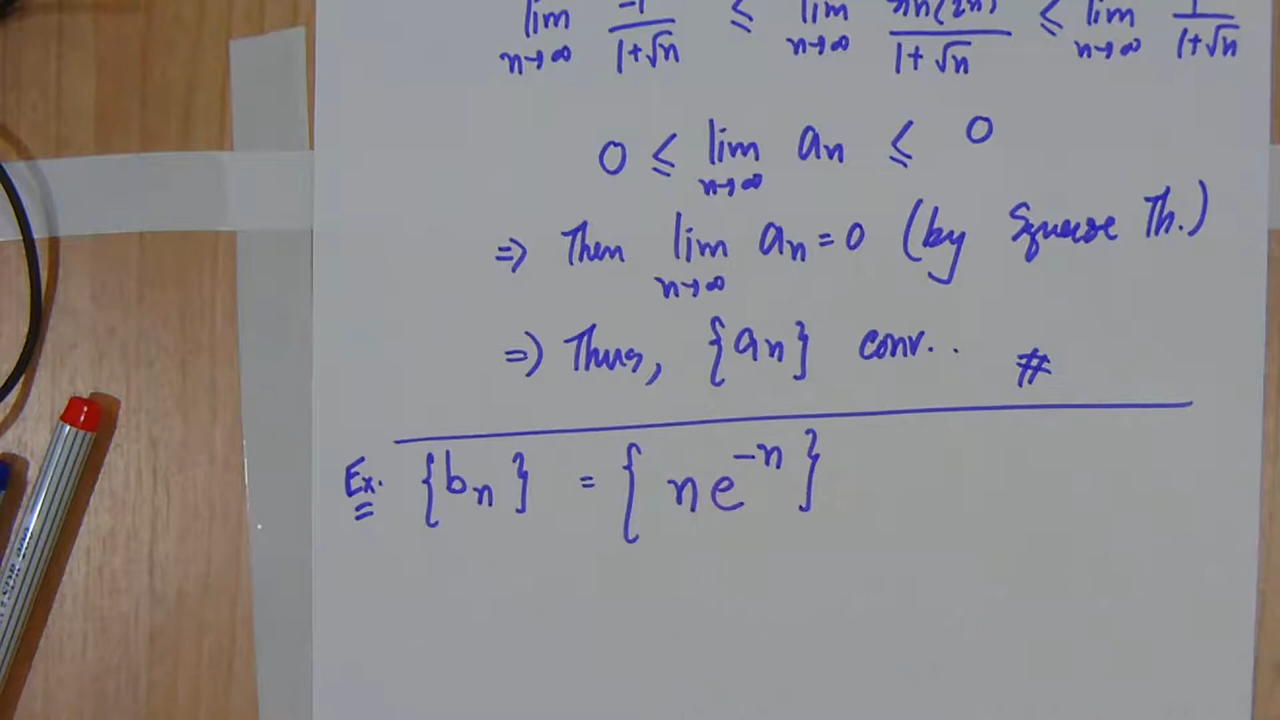 lim n→∞ -1/(1+√n) ≤ lim n→∞ sin(2n)/(1+√n) ≤ lim n→∞ 1/(1+√n)
0 ≤ lim n→∞ an ≤ 0
⇒ Then lim n→∞ an = 0 (by Squeeze Th.)
⇒ Thus, {an} conv.. #
Ex. {bn} = {ne^-n}